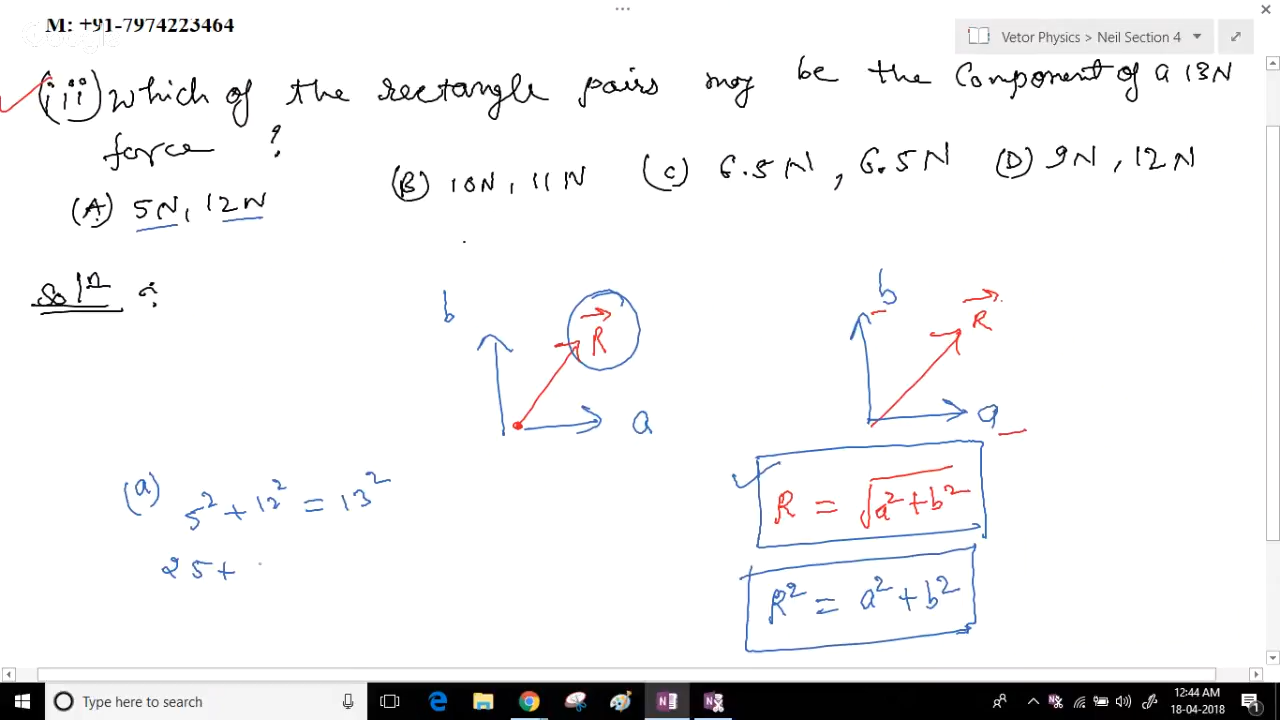 M: +91-7974223464
Vetor Physics > Neil Section 4
(iii) which of the rectangle pairs may be the component of a 13N
force ?
(A) 5N, 12N (B) 10N, 11N (C) 6.5N, 6.5N (D) 9N, 12N
Solⁿ :
b R a
b R a
(a) 5² + 12² = 13²
25 +
R = √a² + b²
R² = a² + b²
Type here to search
12:44 AM
18-04-2018
1